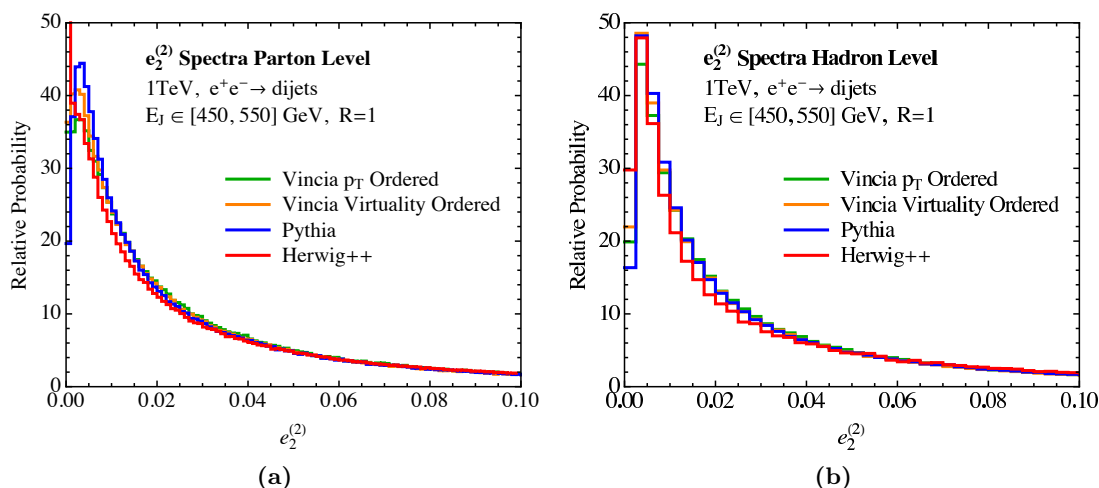 e₂⁽²⁾ Spectra Parton Level
1TeV, e⁺e⁻→ dijets
E_J ∈ [450, 550] GeV, R=1
Vincia p_T Ordered
Vincia Virtuality Ordered
Pythia
Herwig++
Relative Probability
50
40
30
20
10
0
0.00 0.02 0.04 0.06 0.08 0.10
e₂⁽²⁾
(a)
e₂⁽²⁾ Spectra Hadron Level
1TeV, e⁺e⁻→ dijets
E_J ∈ [450, 550] GeV, R=1
Vincia p_T Ordered
Vincia Virtuality Ordered
Pythia
Herwig++
Relative Probability
50
40
30
20
10
0
0.00 0.02 0.04 0.06 0.08 0.10
e₂⁽²⁾
(b)